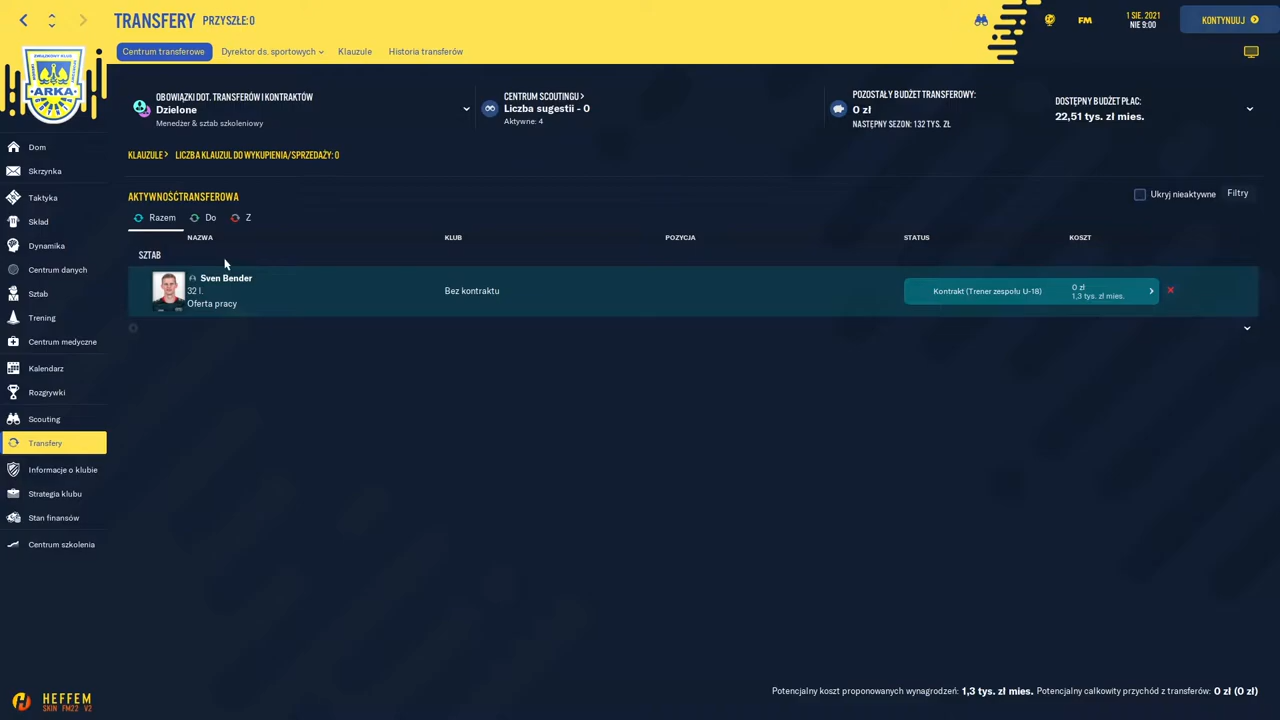 TRANSFERY PRZYSZŁE: 0
1 SIE. 2021
NIE 9:00
KONTYNUUJ
FM
Centrum transferowe
Dyrektor ds. sportowych
Klauzule
Historia transferów
ARKA
OBOWIĄZKI DOT. TRANSFERÓW I KONTRAKTÓW
Dzielone
Menedżer & sztab szkoleniowy
CENTRUM SCOUTINGU
Liczba sugestii - 0
Aktywne: 4
POZOSTAŁY BUDŻET TRANSFEROWY:
0 zł
NASTĘPNY SEZON: 132 TYS. ZŁ
DOSTĘPNY BUDŻET PŁAC:
22,51 tys. zł mies.
KLAUZULE
LICZBA KLAUZUL DO WYKUPIENIA/SPRZEDAŻY: 0
AKTYWNOŚĆTRANSFEROWA
Ukryj nieaktywne
Filtry
Razem
Do
Z
NAZWA
KLUB
POZYCJA
STATUS
KOSZT
SZTAB
Sven Bender
32 l.
Oferta pracy
Bez kontraktu
Kontrakt (Trener zespołu U-18)
0 zł
1,3 tys. zł mies.
Dom
Skrzynka
Taktyka
Skład
Dynamika
Centrum danych
Sztab
Trening
Centrum medyczne
Kalendarz
Rozgrywki
Scouting
Transfery
Informacje o klubie
Strategia klubu
Stan finansów
Centrum szkolenia
HEFFEM
SKIN FM22 V2
Potencjalny koszt proponowanych wynagrodzeń: 1,3 tys. zł mies. Potencjalny całkowity przychód z transferów: 0 zł (0 zł)